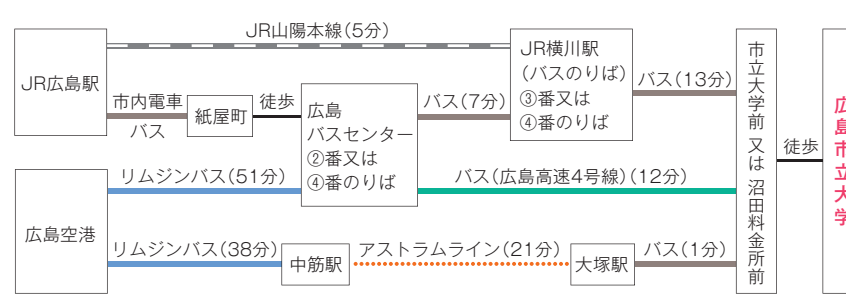 JR山陽本線(5分)
JR広島駅
市内電車
バス
紙屋町
徒歩
広島
バスセンター
②番又は
④番のりば
バス(7分)
JR横川駅
(バスのりば)
③番又は
④番のりば
バス(13分)
広島空港
リムジンバス(51分)
バス(広島高速4号線)(12分)
リムジンバス(38分)
中筋駅
アストラムライン(21分)
大塚駅
バス(1分)
市立大学前 又は 沼田料金所前
徒歩
広島市立大学